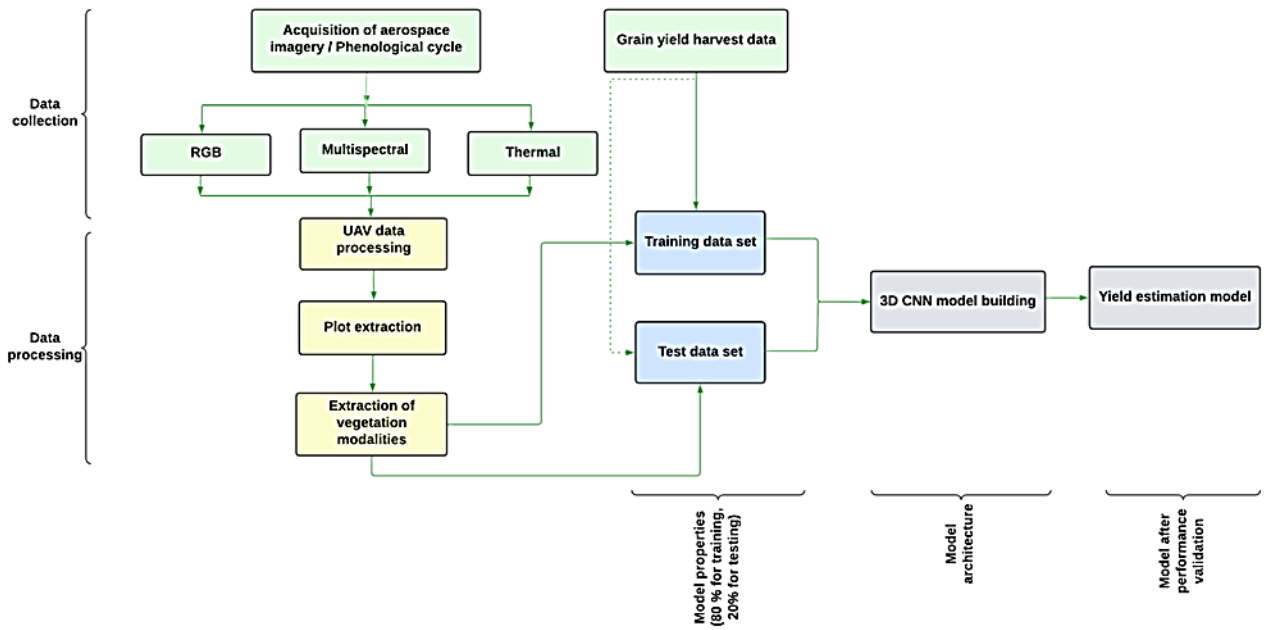 Acquisition of aerospace
imagery / Phenological cycle
Grain yield harvest data
Data
collection
RGB
Multispectral
Thermal
UAV data
processing
Training data set
3D CNN model building
Yield estimation model
Data
processing
Plot extraction
Test data set
Extraction of
vegetation
modalities
Model properties
(80 % for training,
20% for testing)
Model
architecture
Model after
performance
validation